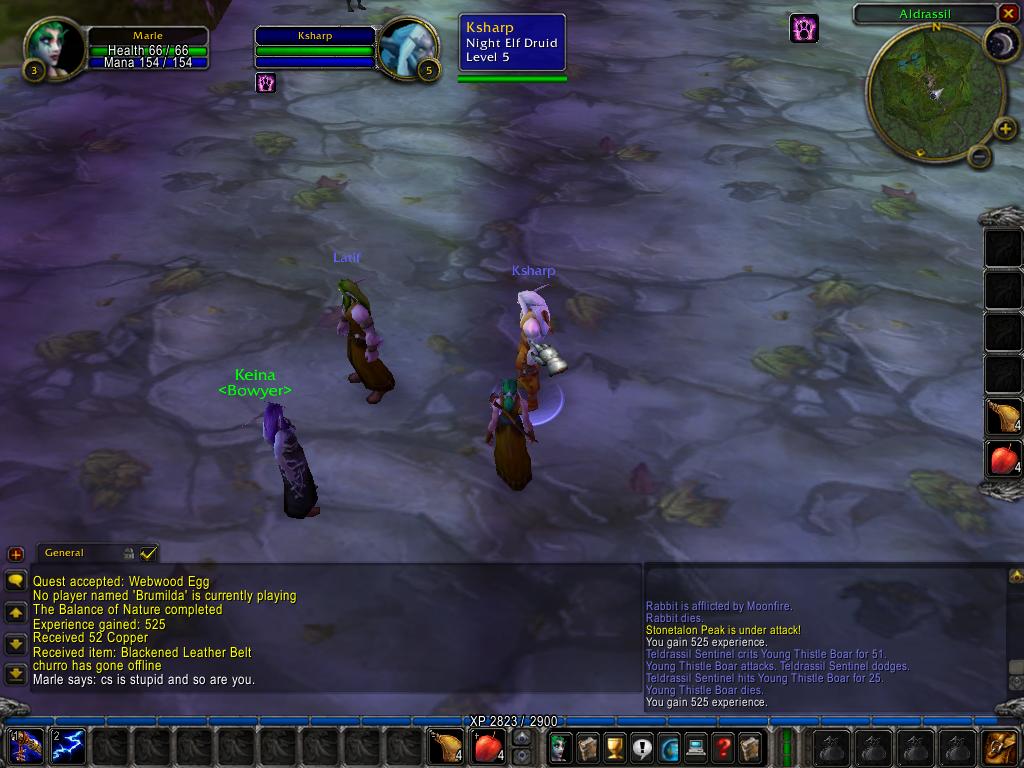 Marle
Health 66 / 66
Mana 154 / 154
3
Ksharp
5
Ksharp
Night Elf Druid
Level 5
Aldrassil
N
Latif
Ksharp
Keina
<Bowyer>
4
4
General
Quest accepted: Webwood Egg
No player named 'Brumilda' is currently playing
The Balance of Nature completed
Experience gained: 525
Received 52 Copper
Received item: Blackened Leather Belt
churro has gone offline
Marle says: cs is stupid and so are you.
Rabbit is afflicted by Moonfire.
Rabbit dies.
Stonetalon Peak is under attack!
You gain 525 experience.
Teldrassil Sentinel crits Young Thistle Boar for 51.
Young Thistle Boar attacks. Teldrassil Sentinel dodges.
Teldrassil Sentinel hits Young Thistle Boar for 25.
Young Thistle Boar dies.
You gain 525 experience.
XP 2823 / 2900
1
2
4
4